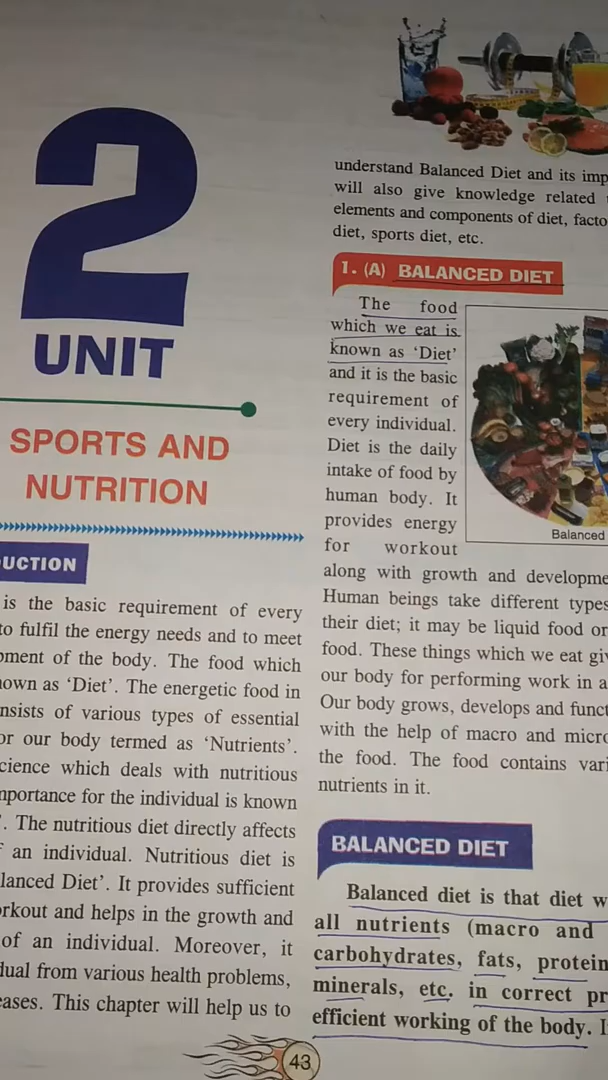 2
UNIT
SPORTS AND
NUTRITION
UCTION
is the basic requirement of every
to fulfil the energy needs and to meet
pment of the body. The food which
nown as ‘Diet’. The energetic food in
nsists of various types of essential
or our body termed as ‘Nutrients’.
cience which deals with nutritious
mportance for the individual is known
’. The nutritious diet directly affects
an individual. Nutritious diet is
lanced Diet’. It provides sufficient
orkout and helps in the growth and
of an individual. Moreover, it
dual from various health problems,
eases. This chapter will help us to
understand Balanced Diet and its imp
will also give knowledge related
elements and components of diet, facto
diet, sports diet, etc.
1. (A) BALANCED DIET
The food
which we eat is
known as ‘Diet’
and it is the basic
requirement of
every individual.
Diet is the daily
intake of food by
human body. It
provides energy
for workout
Balanced
along with growth and developme
Human beings take different types
their diet; it may be liquid food or
food. These things which we eat giv
our body for performing work in a
Our body grows, develops and funct
with the help of macro and micro
the food. The food contains vari
nutrients in it.
BALANCED DIET
Balanced diet is that diet w
all nutrients (macro and
carbohydrates, fats, protein
minerals, etc. in correct pr
efficient working of the body. I
43